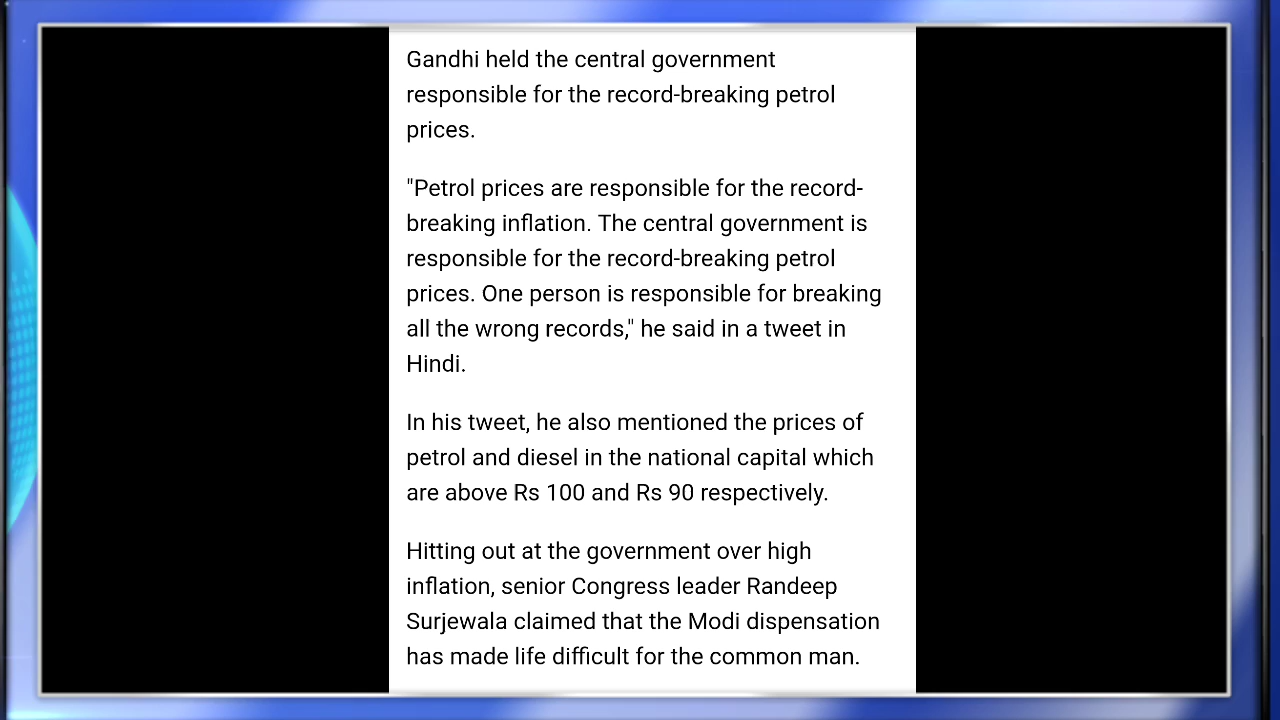 Gandhi held the central government
responsible for the record-breaking petrol
prices.
"Petrol prices are responsible for the record-
breaking inflation. The central government is
responsible for the record-breaking petrol
prices. One person is responsible for breaking
all the wrong records," he said in a tweet in
Hindi.
In his tweet, he also mentioned the prices of
petrol and diesel in the national capital which
are above Rs 100 and Rs 90 respectively.
Hitting out at the government over high
inflation, senior Congress leader Randeep
Surjewala claimed that the Modi dispensation
has made life difficult for the common man.